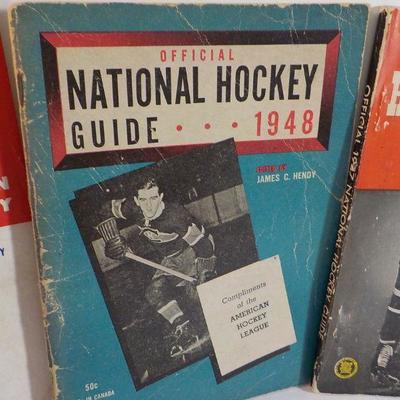 OFFICIAL
NATIONAL HOCKEY
GUIDE · · · 1948
EDITED BY
JAMES C. HENDY
Compliments
of the
AMERICAN
HOCKEY
LEAGUE
50¢
IN CANADA
OFFICIAL 1947 NATIONAL HOCKEY GUIDE
N
Y
Y